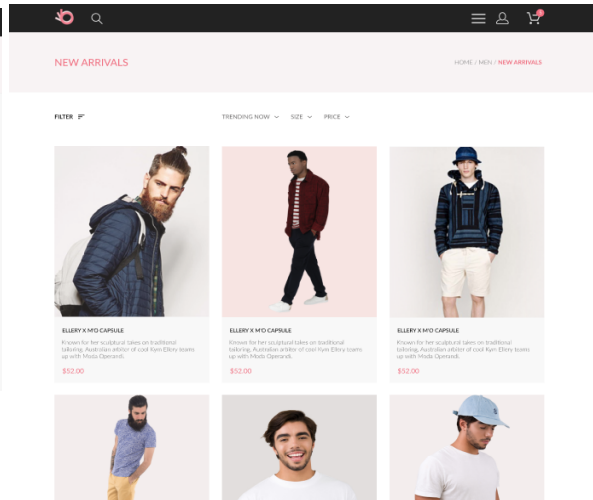 NEW ARRIVALS
HOME / MEN / NEW ARRIVALS
FILTER
TRENDING NOW
SIZE
PRICE
ELLERY X M'O CAPSULE
Known for her sculptural takes on traditional
tailoring, Australian arbiter of cool Kym Ellery teams
up with Moda Operandi.
$52.00
ELLERY X M'O CAPSULE
Known for her sculptural takes on traditional
tailoring, Australian arbiter of cool Kym Ellery teams
up with Moda Operandi.
$52.00
ELLERY X M'O CAPSULE
Known for her sculptural takes on traditional
tailoring, Australian arbiter of cool Kym Ellery teams
up with Moda Operandi.
$52.00